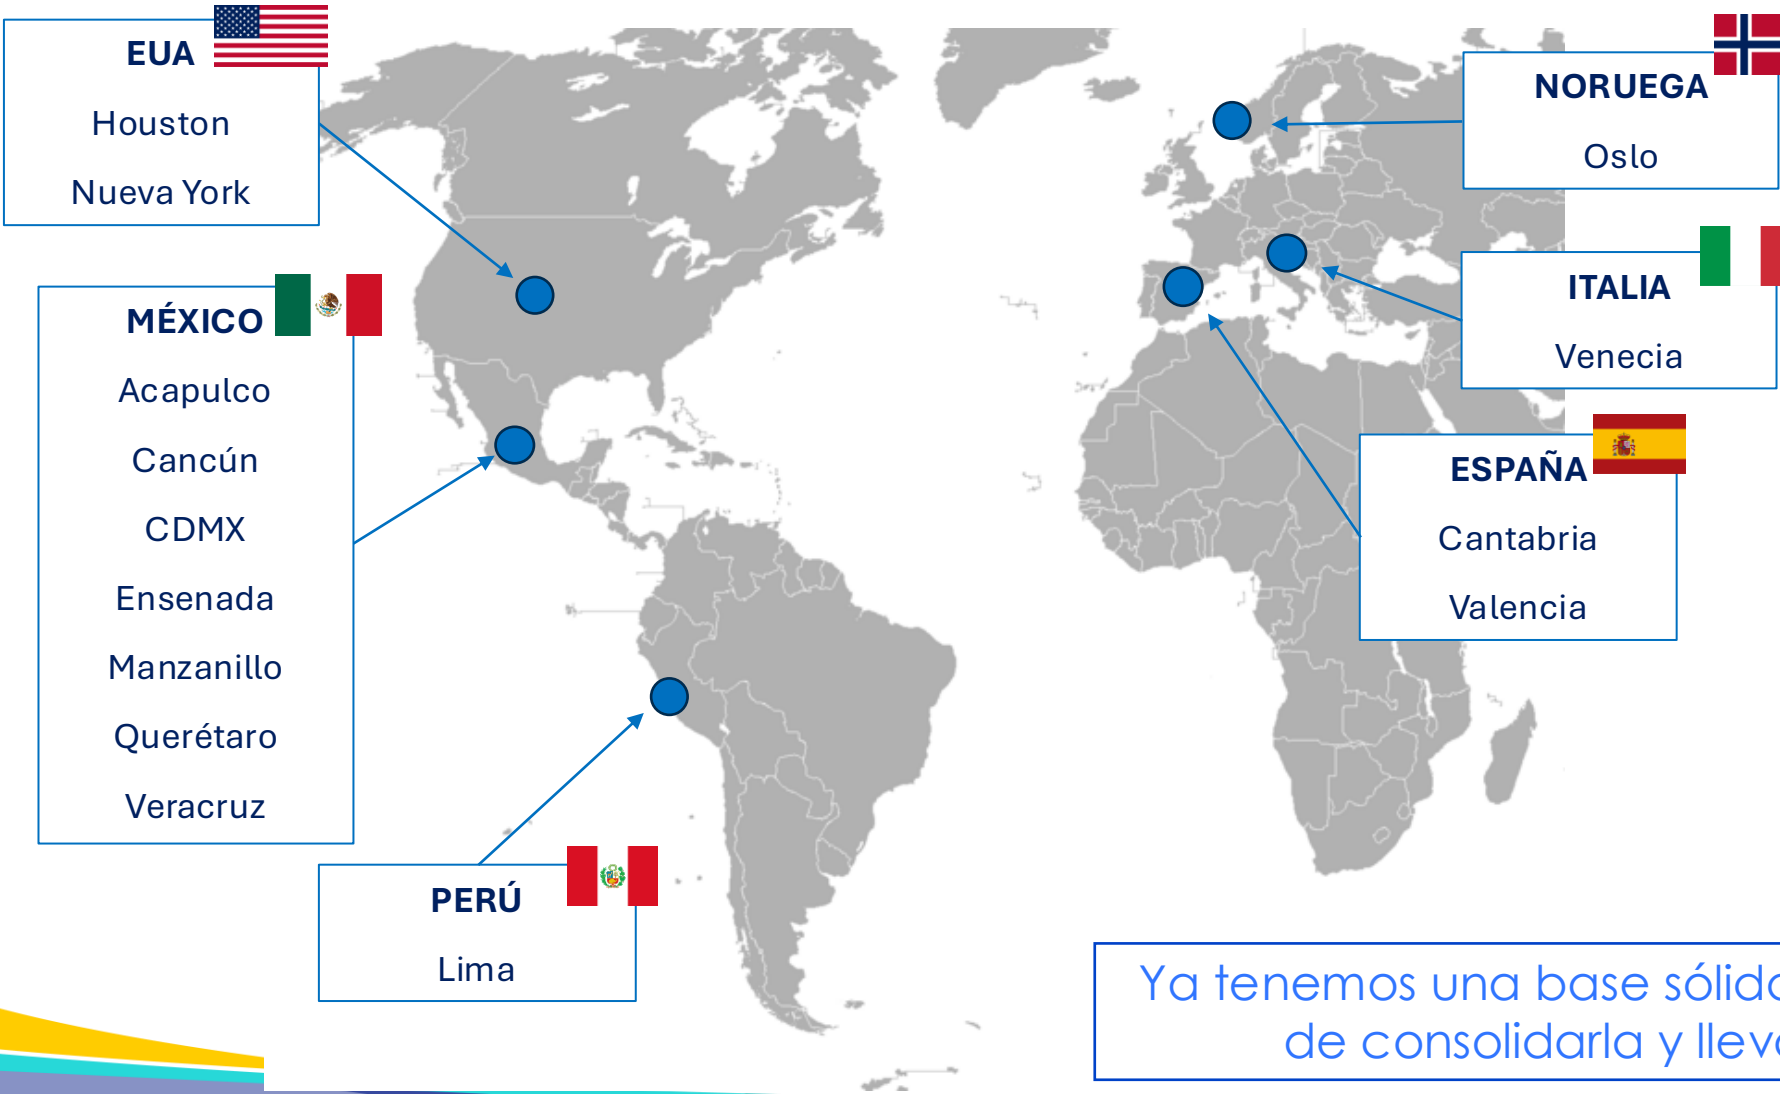 EUA
Houston
Nueva York
MÉXICO
Acapulco
Cancún
CDMX
Ensenada
Manzanillo
Querétaro
Veracruz
PERÚ
Lima
NORUEGA
Oslo
ITALIA
Venecia
ESPAÑA
Cantabria
Valencia
Ya tenemos una base
de consolidarla y